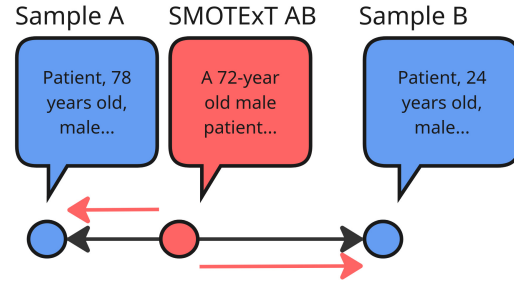 Sample A
SMOTExT AB
Sample B
Patient, 78
years old,
male...
A 72-year
old male
patient...
Patient, 24
years old,
male...